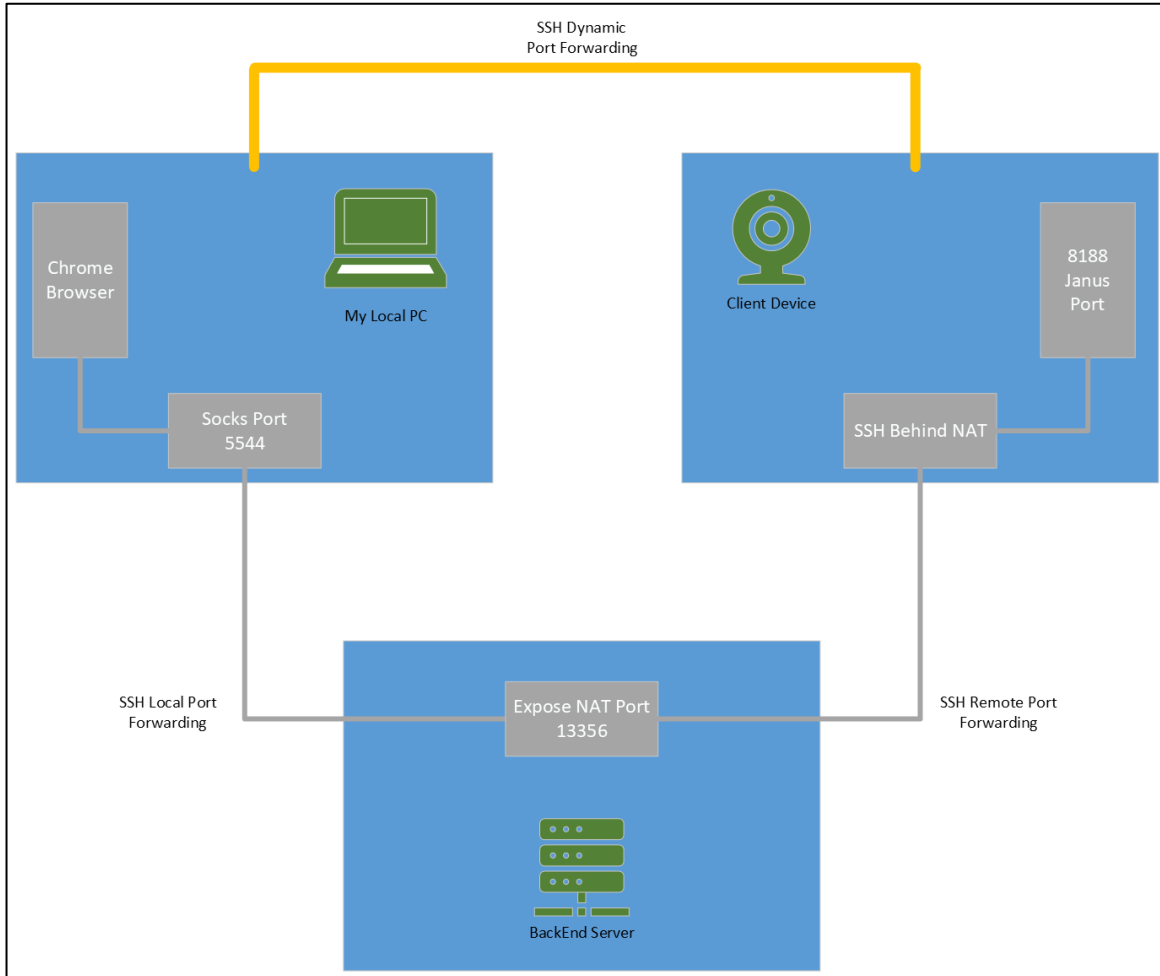 SSH Dynamic
Port Forwarding
Chrome
Browser
My Local PC
Socks Port
5544
Client Device
8188
Janus
Port
SSH Behind NAT
SSH Local Port
Forwarding
Expose NAT Port
13356
SSH Remote Port
Forwarding
BackEnd Server